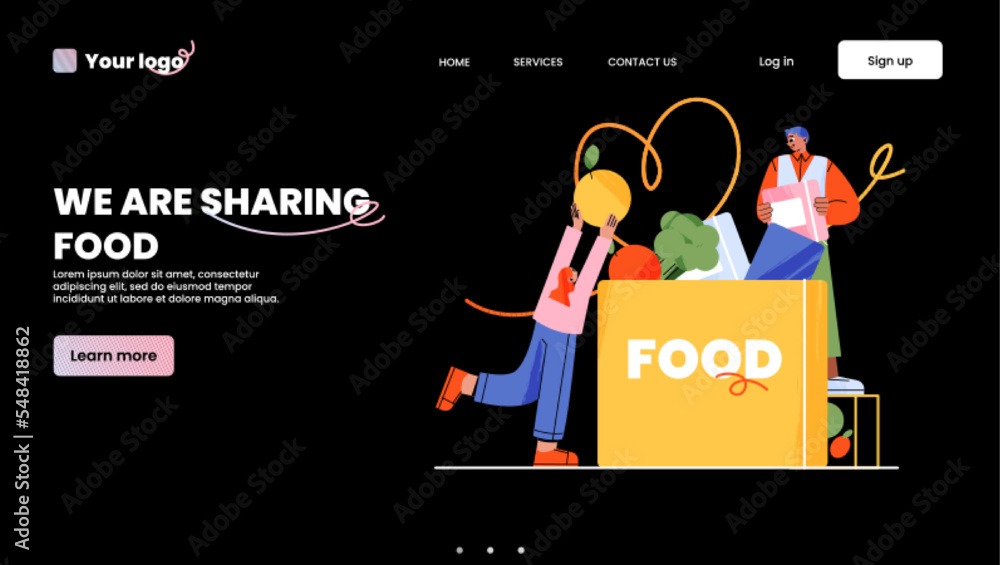 Your logo
HOME SERVICES CONTACT US Log in Sign up
WE ARE SHARING
FOOD
Lorem ipsum dolor sit amet, consectetur
adipiscing elit, sed do eiusmod tempor
incididunt ut labore et dolore magna aliqua.
Learn more
FOOD
Adobe Stock | #548418862
Adobe Stock